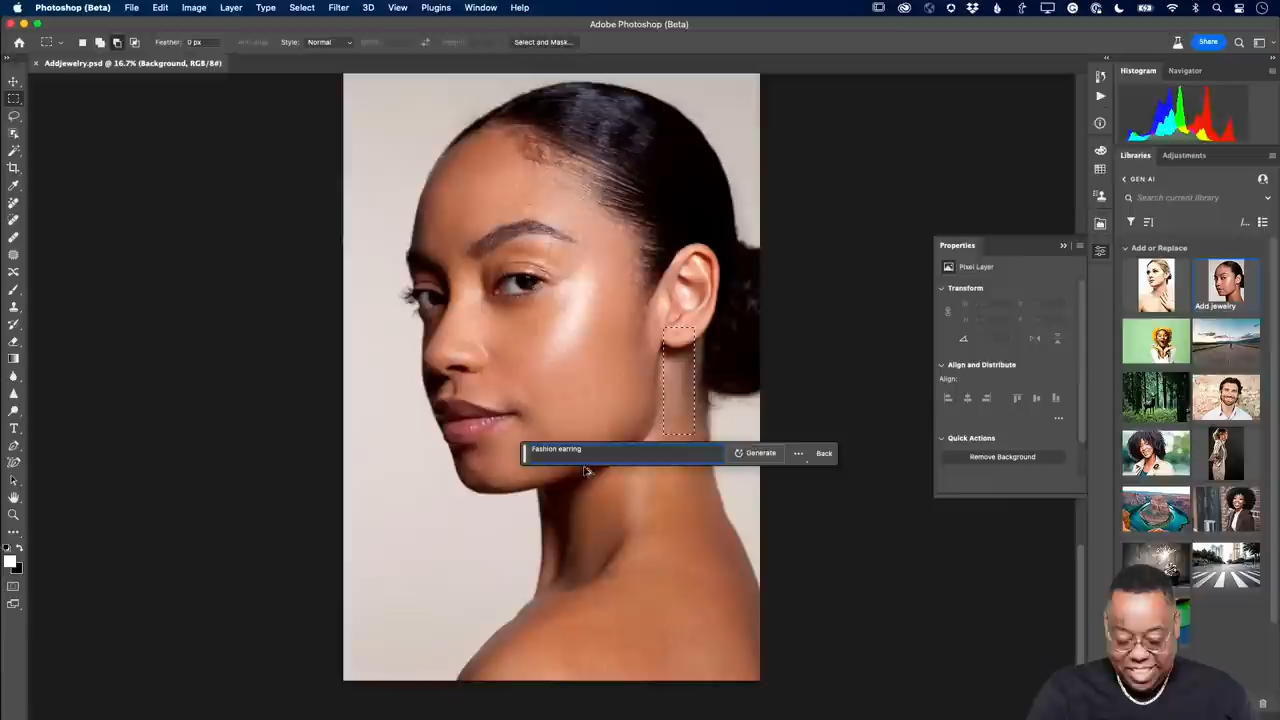 Photoshop (Beta) File Edit Image Layer Type Select Filter 3D View Plugins Window Help
Adobe Photoshop (Beta)
Feather: 0 px Anti-alias Style: Normal Select and Mask... Share
× Addjewelry.psd @ 16.7% (Background, RGB/8#)
Histogram Navigator
Libraries Adjustments
GEN AI
Search current library
Add or Replace
Add jewelry
Properties
Pixel Layer
Transform
Align and Distribute
Align:
Quick Actions
Remove Background
Fashion earring Generate Back